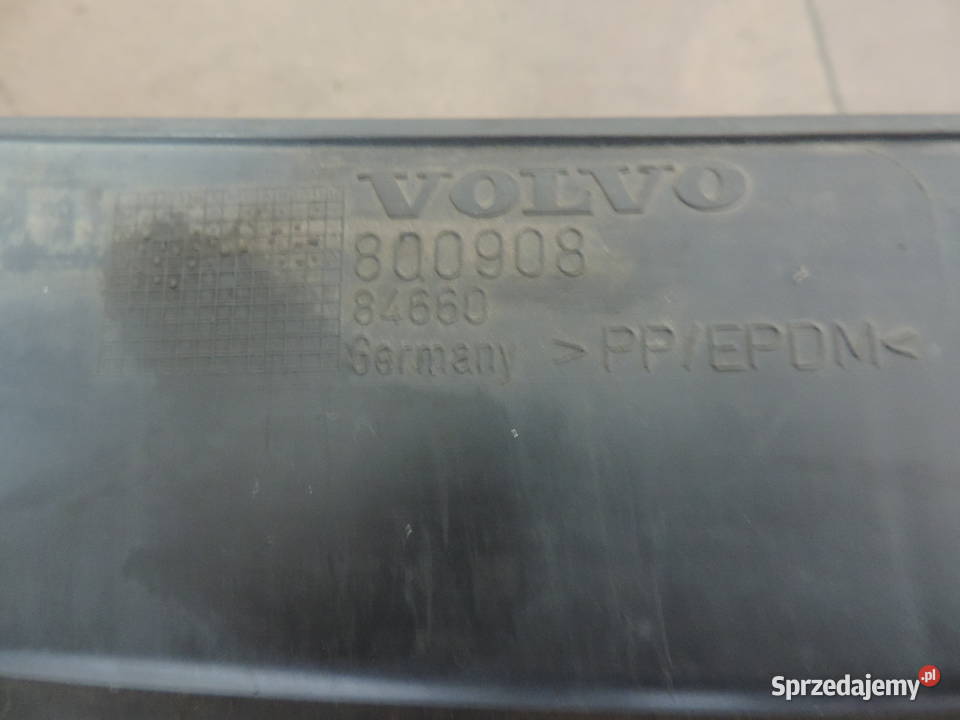 VOLVO
800908
84660
Germany >PP/EPDM<
Sprzedajemy.pl